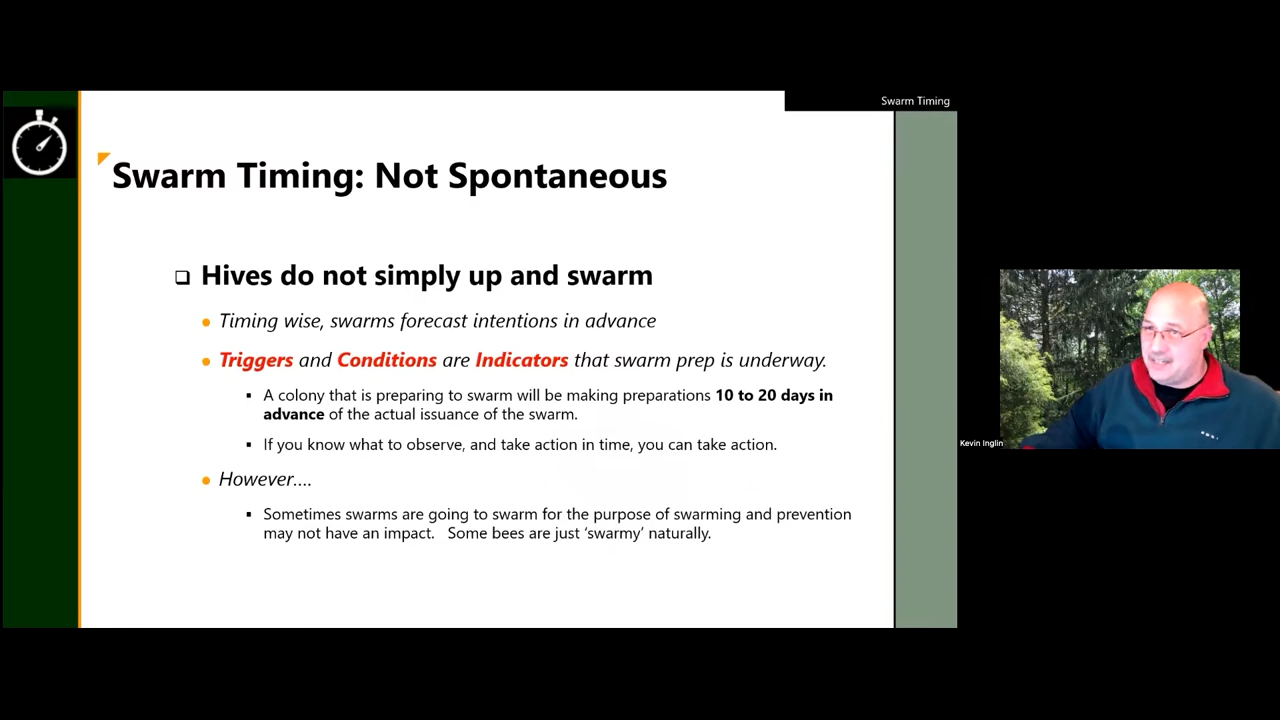 Swarm Timing
Swarm Timing: Not Spontaneous
Hives do not simply up and swarm
Timing wise, swarms forecast intentions in advance
Triggers and Conditions are Indicators that swarm prep is underway.
A colony that is preparing to swarm will be making preparations 10 to 20 days in
advance of the actual issuance of the swarm.
If you know what to observe, and take action in time, you can take action.
However....
Sometimes swarms are going to swarm for the purpose of swarming and prevention
may not have an impact. Some bees are just ‘swarmy’ naturally.
Kevin Inglin